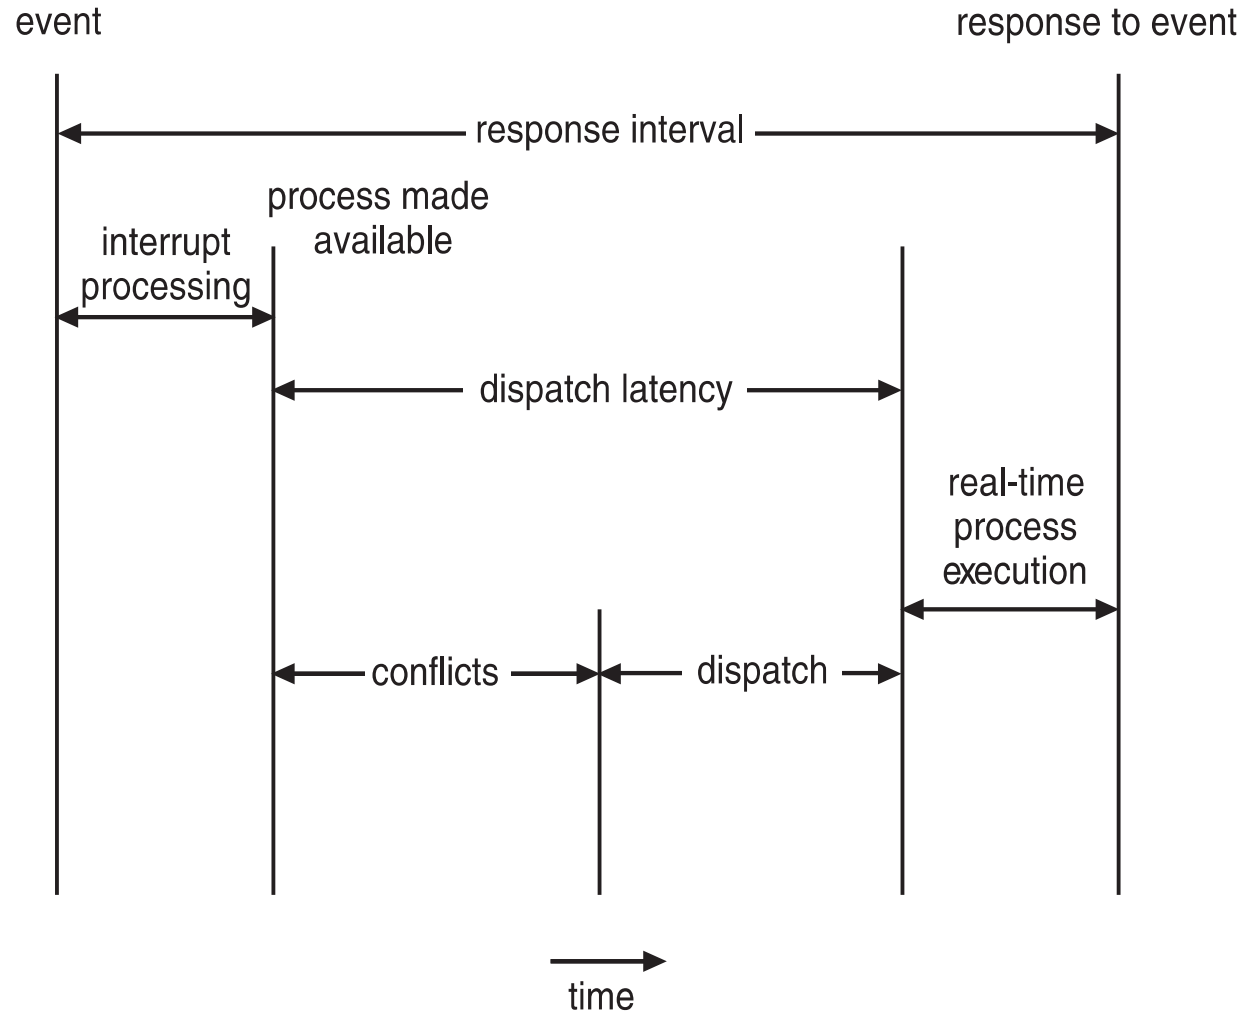 event
response to event
response interval
process made
available
interrupt
processing
dispatch latency
real-time
process
execution
conflicts
dispatch
time